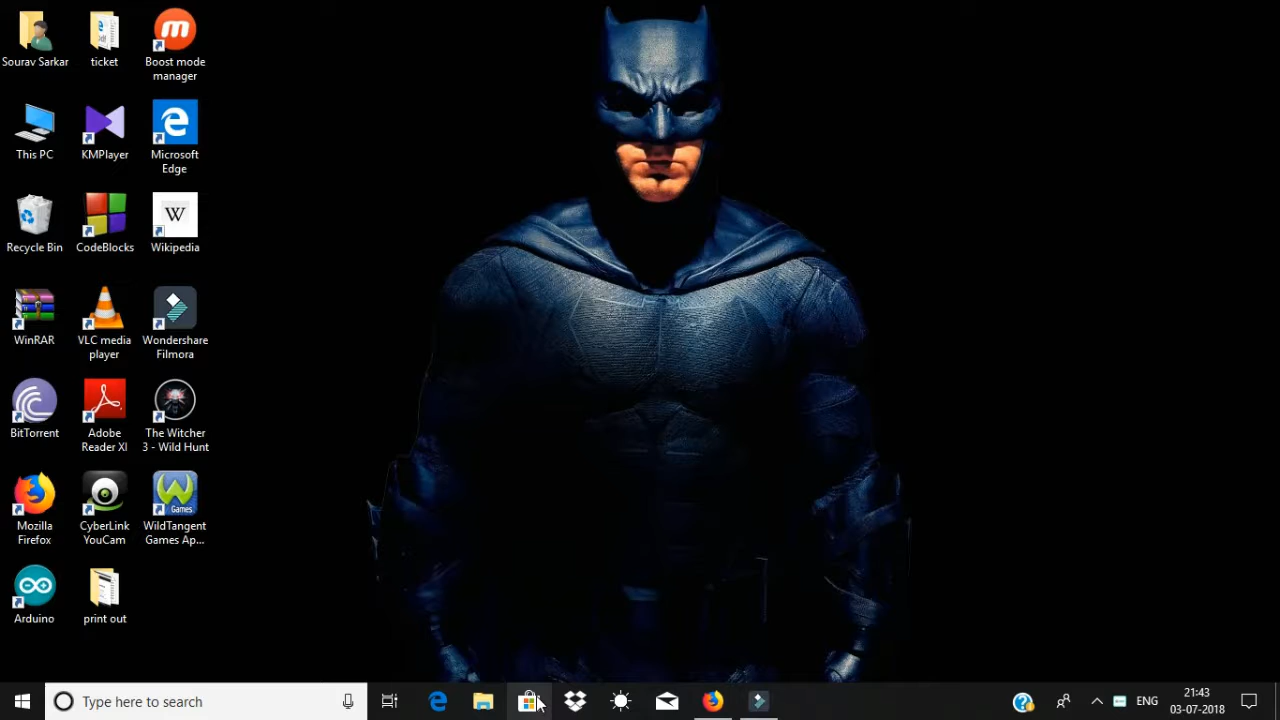 Sourav Sarkar
ticket
Boost mode
manager
This PC
KMPlayer
Microsoft
Edge
Recycle Bin
CodeBlocks
W
Wikipedia
WinRAR
VLC media
player
Wondershare
Filmora
BitTorrent
Adobe
Reader XI
The Witcher
3 - Wild Hunt
Mozilla
Firefox
CyberLink
YouCam
Games
WildTangent
Games Ap...
Arduino
print out
Type here to search
ENG
21:43
03-07-2018